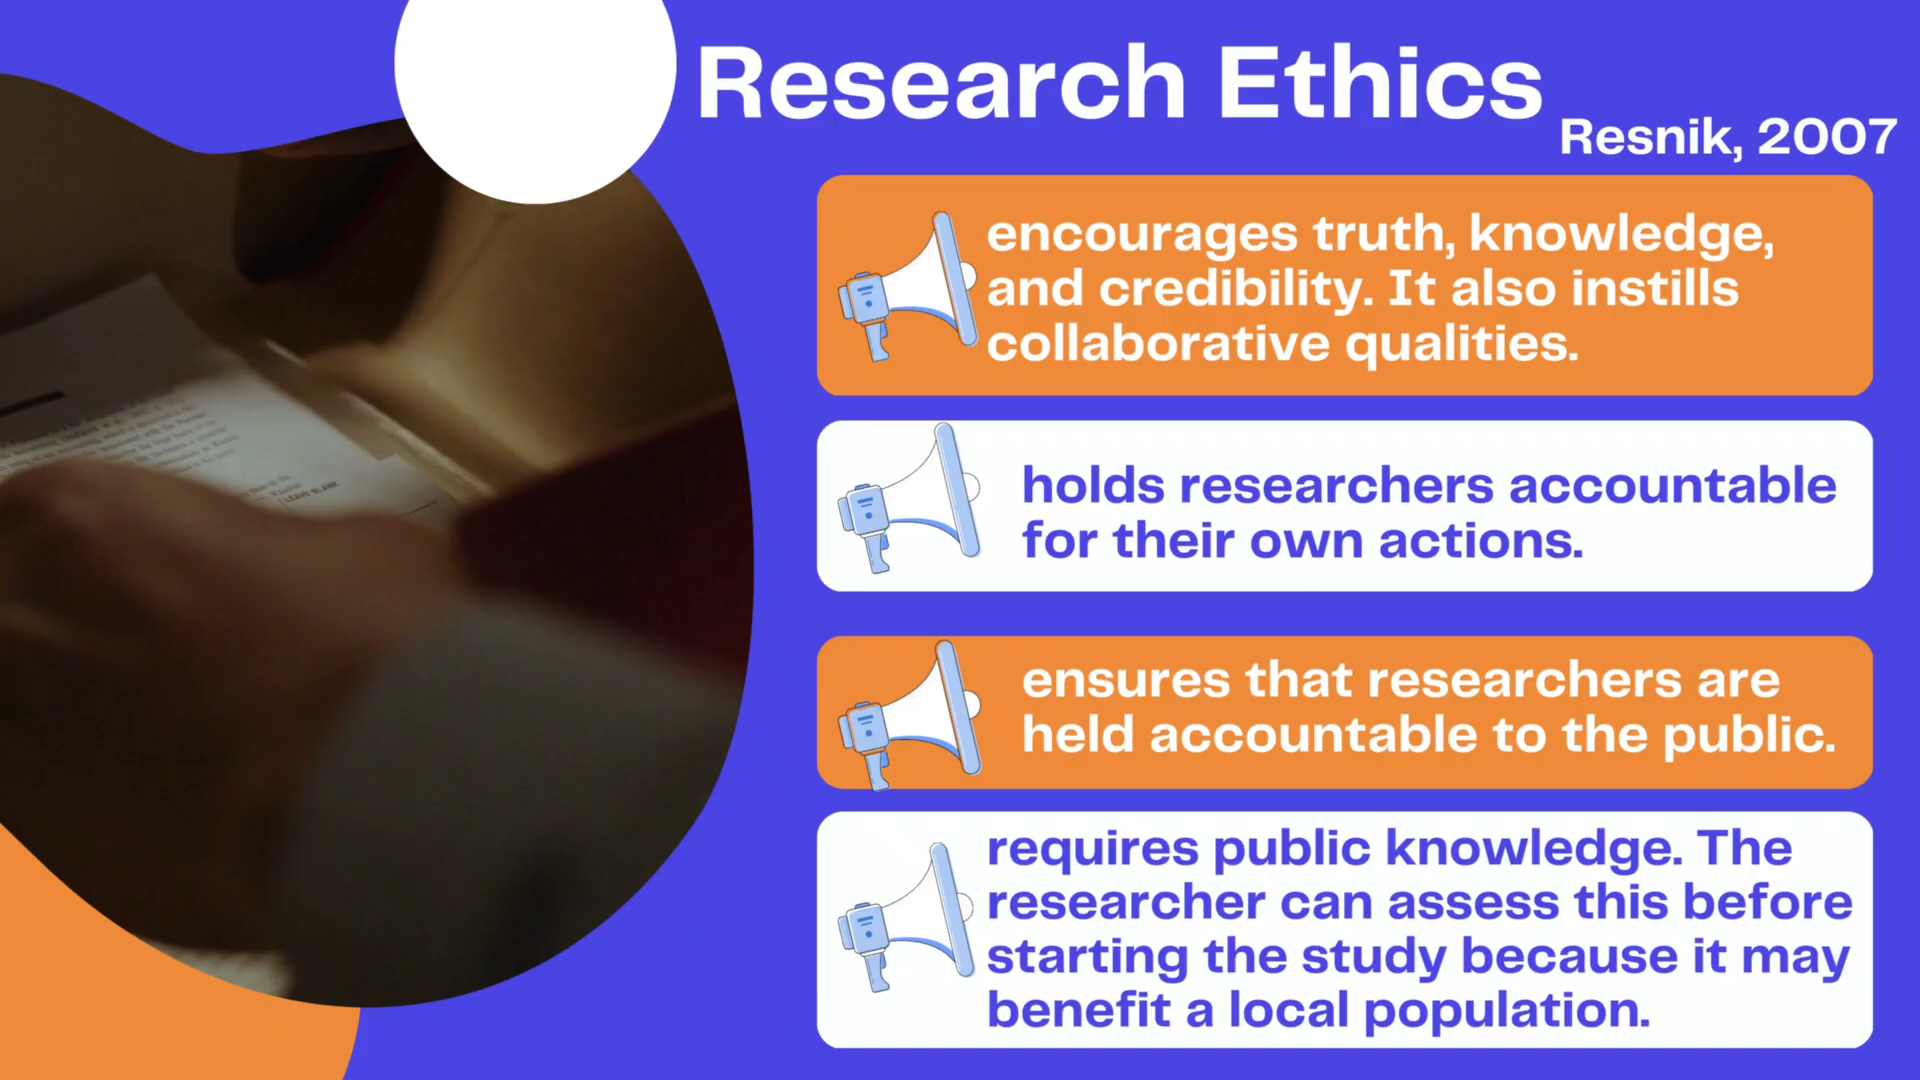 Research Ethics
Resnik, 2007
encourages truth, knowledge,
and credibility. It also instills
collaborative qualities.
holds researchers accountable
for their own actions.
ensures that researchers are
held accountable to the public.
requires public knowledge. The
researcher can assess this before
starting the study because it may
benefit a local population.
LEAVE BLANK